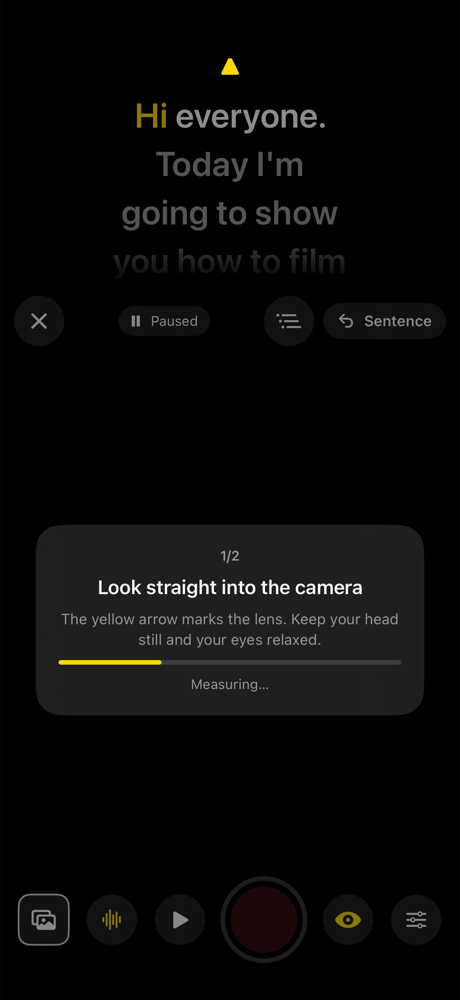 Hi everyone.
Today I'm
going to show
you how to film
Paused
Sentence
1/2
Look straight into the camera
The yellow arrow marks the lens. Keep your head
still and your eyes relaxed.
Measuring...